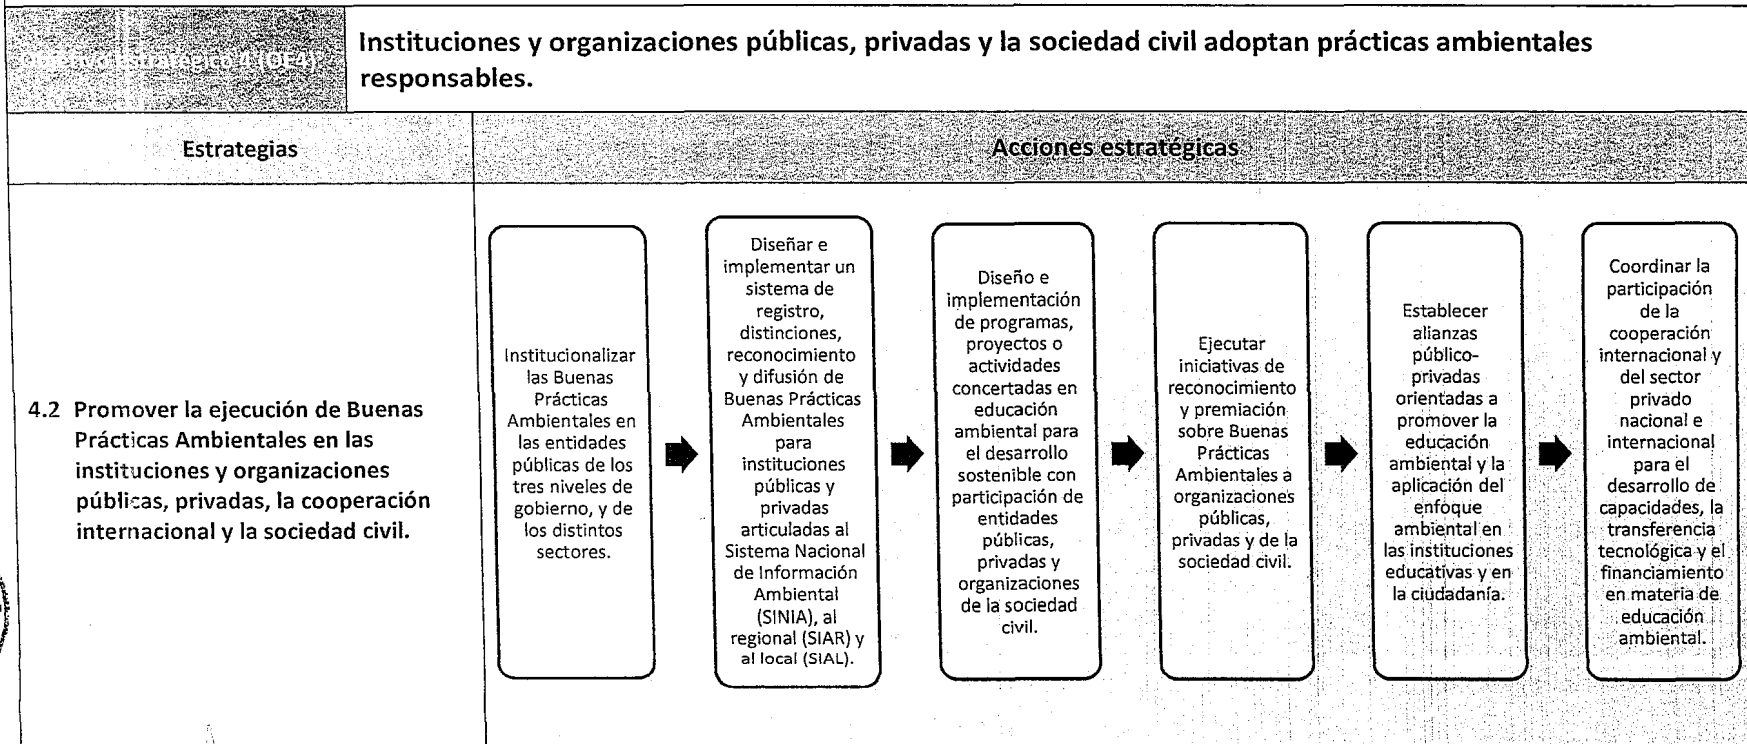 Objetivo Estratégico 4 (OE4)
Instituciones y organizaciones públicas, privadas y la sociedad civil adoptan prácticas ambientales
responsables.
Estrategias
Acciones estratégicas
4.2 Promover la ejecución de Buenas
Prácticas Ambientales en las
instituciones y organizaciones
públicas, privadas, la cooperación
internacional y la sociedad civil.
Institucionalizar
las Buenas
Prácticas
Ambientales en
las entidades
públicas de los
tres niveles de
gobierno, y de
los distintos
sectores.
Diseñar e
implementar un
sistema de
registro,
distinciones,
reconocimiento
y difusión de
Buenas Prácticas
Ambientales
para
instituciones
públicas y
privadas
articuladas al
Sistema Nacional
de Información
Ambiental
(SINIA), al
regional (SIAR) y
al local (SIAL).
Diseño e
implementación
de programas,
proyectos o
actividades
concertadas en
educación
ambiental para
el desarrollo
sostenible con
participación de
entidades
públicas,
privadas y
organizaciones
de la sociedad
civil.
Ejecutar
iniciativas de
reconocimiento
y premiación
sobre Buenas
Prácticas
Ambientales a
organizaciones
públicas,
privadas y de la
sociedad civil.
Establecer
alianzas
público-
privadas
orientadas a
promover la
educación
ambiental y la
aplicación del
enfoque
ambiental en
las instituciones
educativas y en
la ciudadanía.
Coordinar la
participación
de la
cooperación
internacional y
del sector
privado
nacional e
internacional
para el
desarrollo de
capacidades, la
transferencia
tecnológica y el
financiamiento
en materia de
educación
ambiental.